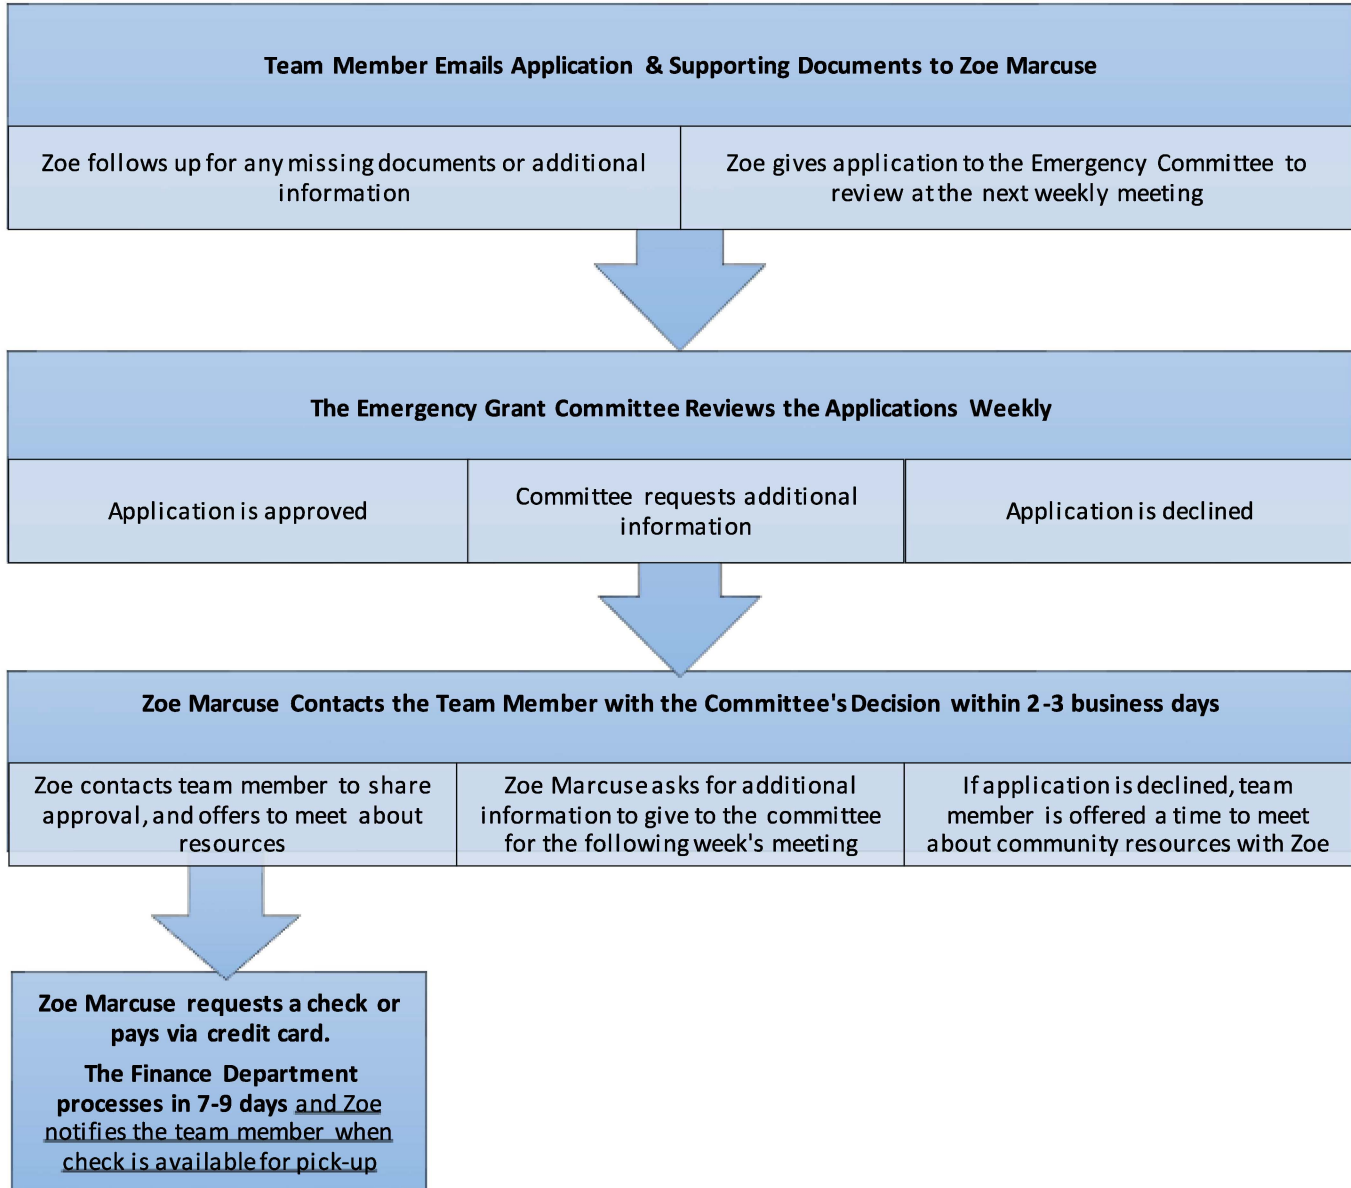 Team Member Emails Application & Supporting Documents to Zoe Marcuse
Zoe follows up for any missing documents or additional
information
Zoe gives application to the Emergency Committee to
review at the next weekly meeting
The Emergency Grant Committee Reviews the Applications Weekly
Application is approved
Committee requests additional
information
Application is declined
Zoe Marcuse Contacts the Team Member with the Committee's Decision within 2-3 business days
Zoe contacts team member to share
approval, and offers to meet about
resources
Zoe Marcuse asks for additional
information to give to the committee
for the following week's meeting
If application is declined, team
member is offered a time to meet
about community resources with Zoe
Zoe Marcuse requests a check or
pays via credit card.
The Finance Department
processes in 7-9 days and Zoe
notifies the team member when
check is available for pick-up